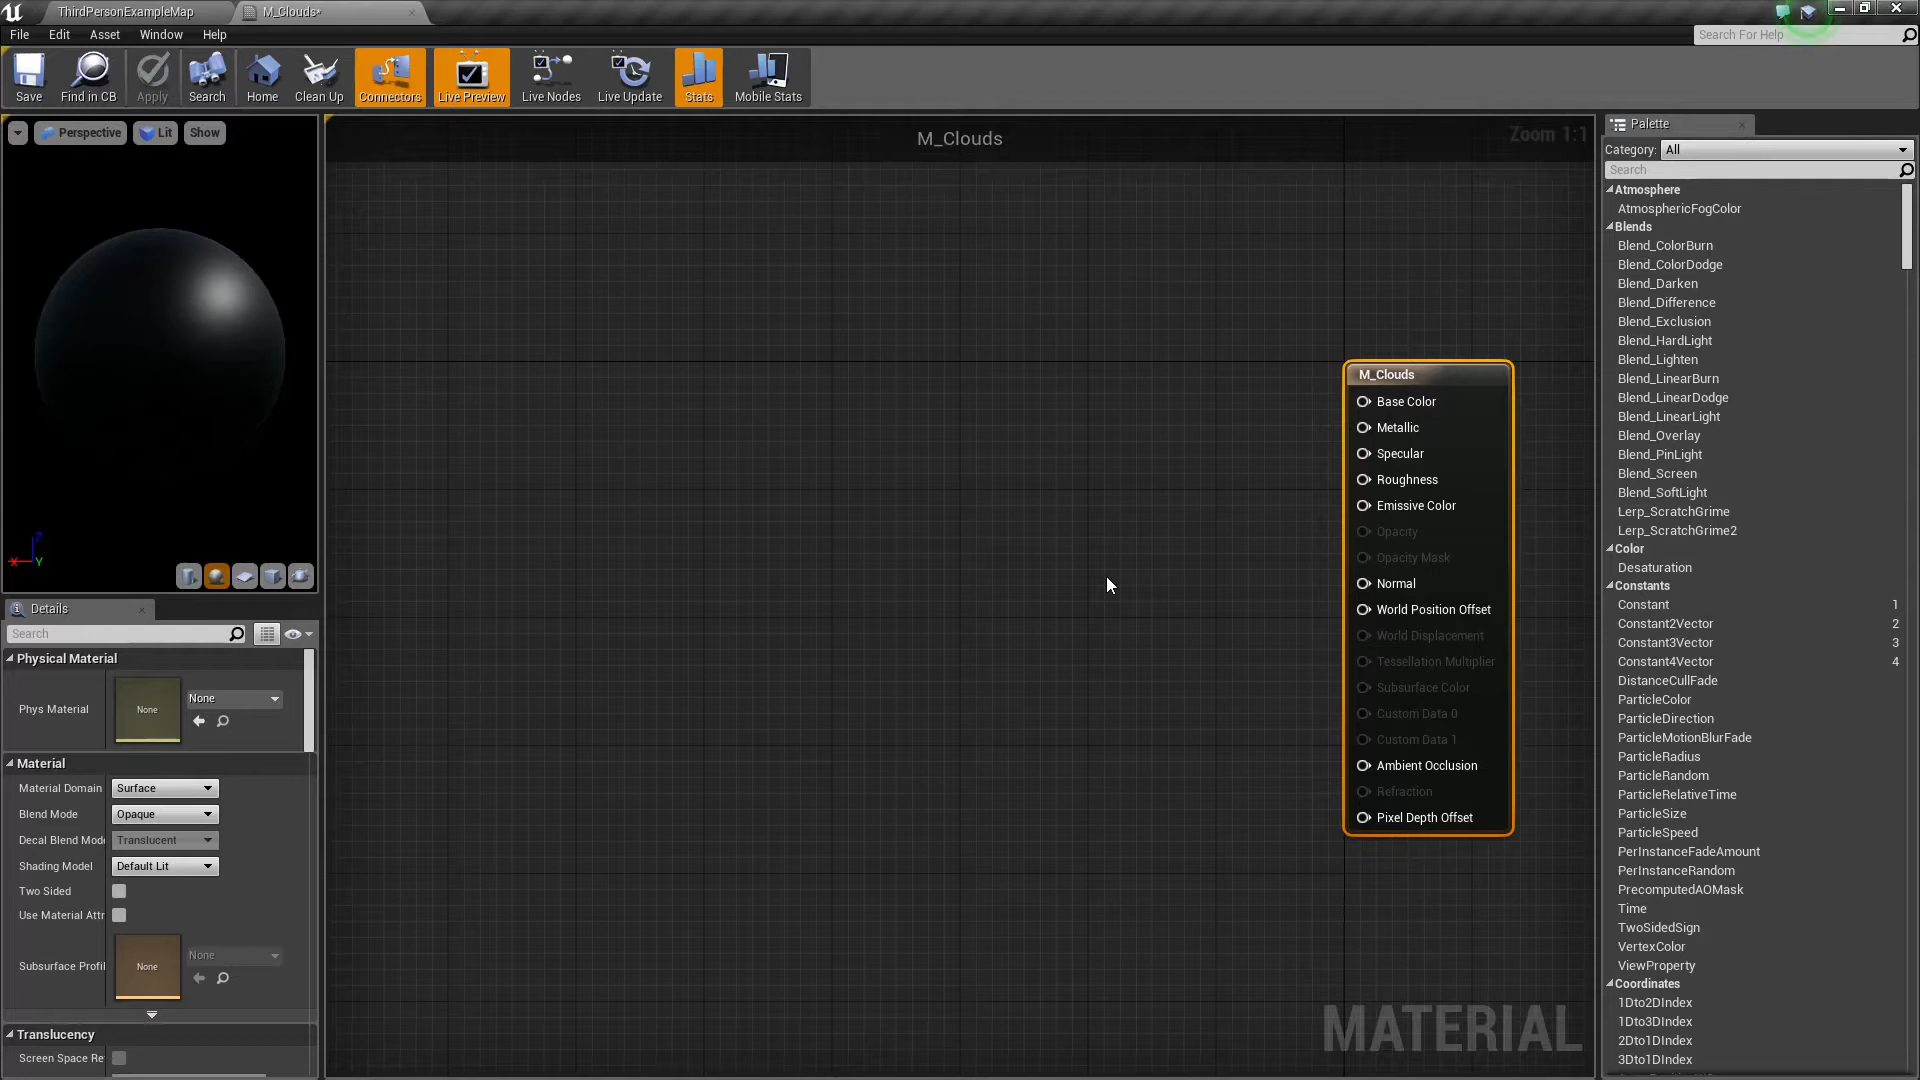 ThirdPersonExampleMap
M_Clouds*
File Edit Asset Window Help
Search For Help
Save
Find in CB
Apply
Search
Home
Clean Up
Connectors
Live Preview
Live Nodes
Live Update
Stats
Mobile Stats
Perspective
Lit
Show
M_Clouds
Zoom 1:1
Palette
Category: All
Search
Atmosphere
AtmosphericFogColor
Blends
Blend_ColorBurn
Blend_ColorDodge
Blend_Darken
Blend_Difference
Blend_Exclusion
Blend_HardLight
Blend_Lighten
Blend_LinearBurn
Blend_LinearDodge
Blend_LinearLight
Blend_Overlay
Blend_PinLight
Blend_Screen
Blend_SoftLight
Lerp_ScratchGrime
Lerp_ScratchGrime2
Color
Desaturation
Constants
Constant 1
Constant2Vector 2
Constant3Vector 3
Constant4Vector 4
DistanceCullFade
ParticleColor
ParticleDirection
ParticleMotionBlurFade
ParticleRadius
ParticleRandom
ParticleRelativeTime
ParticleSize
ParticleSpeed
PerInstanceFadeAmount
PerInstanceRandom
PrecomputedAOMask
Time
TwoSidedSign
VertexColor
ViewProperty
Coordinates
1Dto2DIndex
1Dto3DIndex
2Dto1DIndex
3Dto1DIndex
M_Clouds
Base Color
Metallic
Specular
Roughness
Emissive Color
Opacity
Opacity Mask
Normal
World Position Offset
World Displacement
Tessellation Multiplier
Subsurface Color
Custom Data 0
Custom Data 1
Ambient Occlusion
Refraction
Pixel Depth Offset
MATERIAL
X Y Z
Details
Search
Physical Material
Phys Material
None
None
Material
Material Domain Surface
Blend Mode Opaque
Decal Blend Mod Translucent
Shading Model Default Lit
Two Sided
Use Material Attr
Subsurface Profil
None
None
Translucency
Screen Space Re